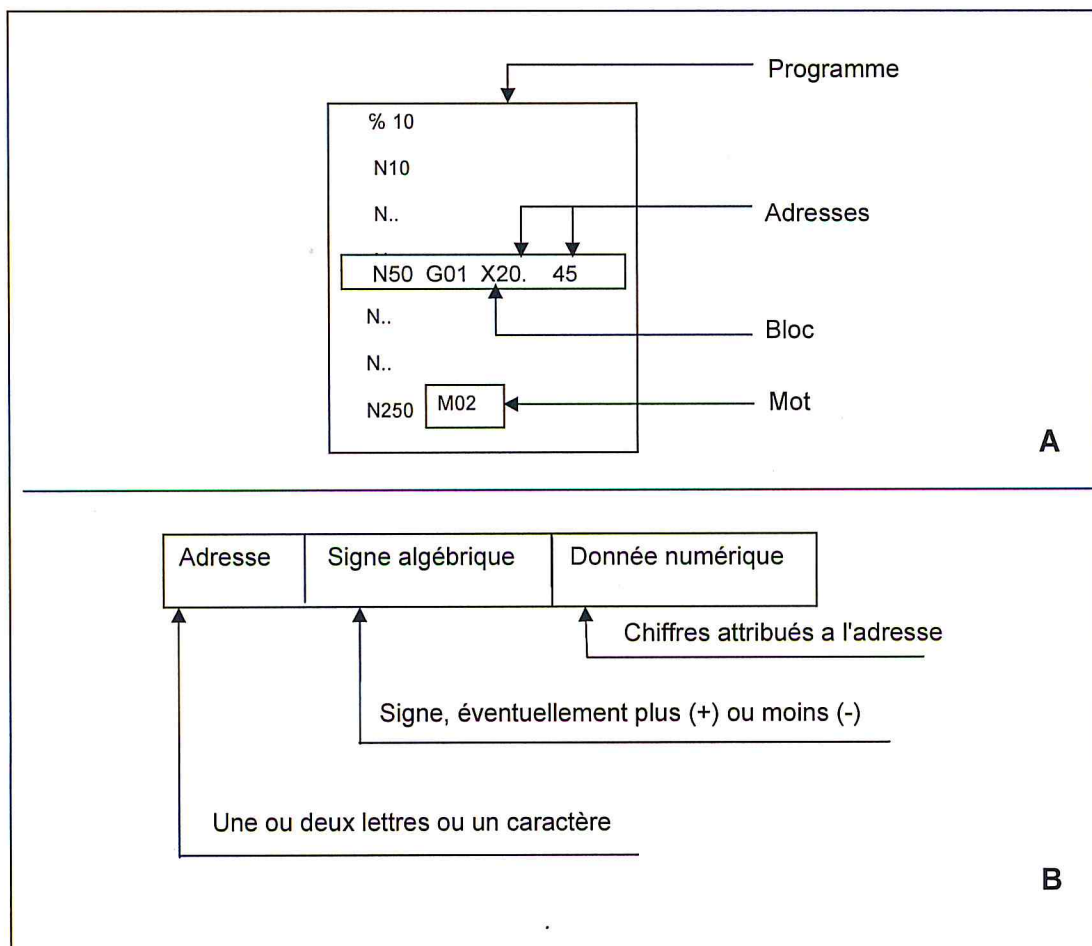 Programme
% 10
N10
N..
Adresses
N50 G01 X20. 45
N..
Bloc
N..
N250 M02
Mot
A
Adresse Signe algébrique Donnée numérique
Chiffres attribués a l'adresse
Signe, éventuellement plus (+) ou moins (-)
Une ou deux lettres ou un caractère
B